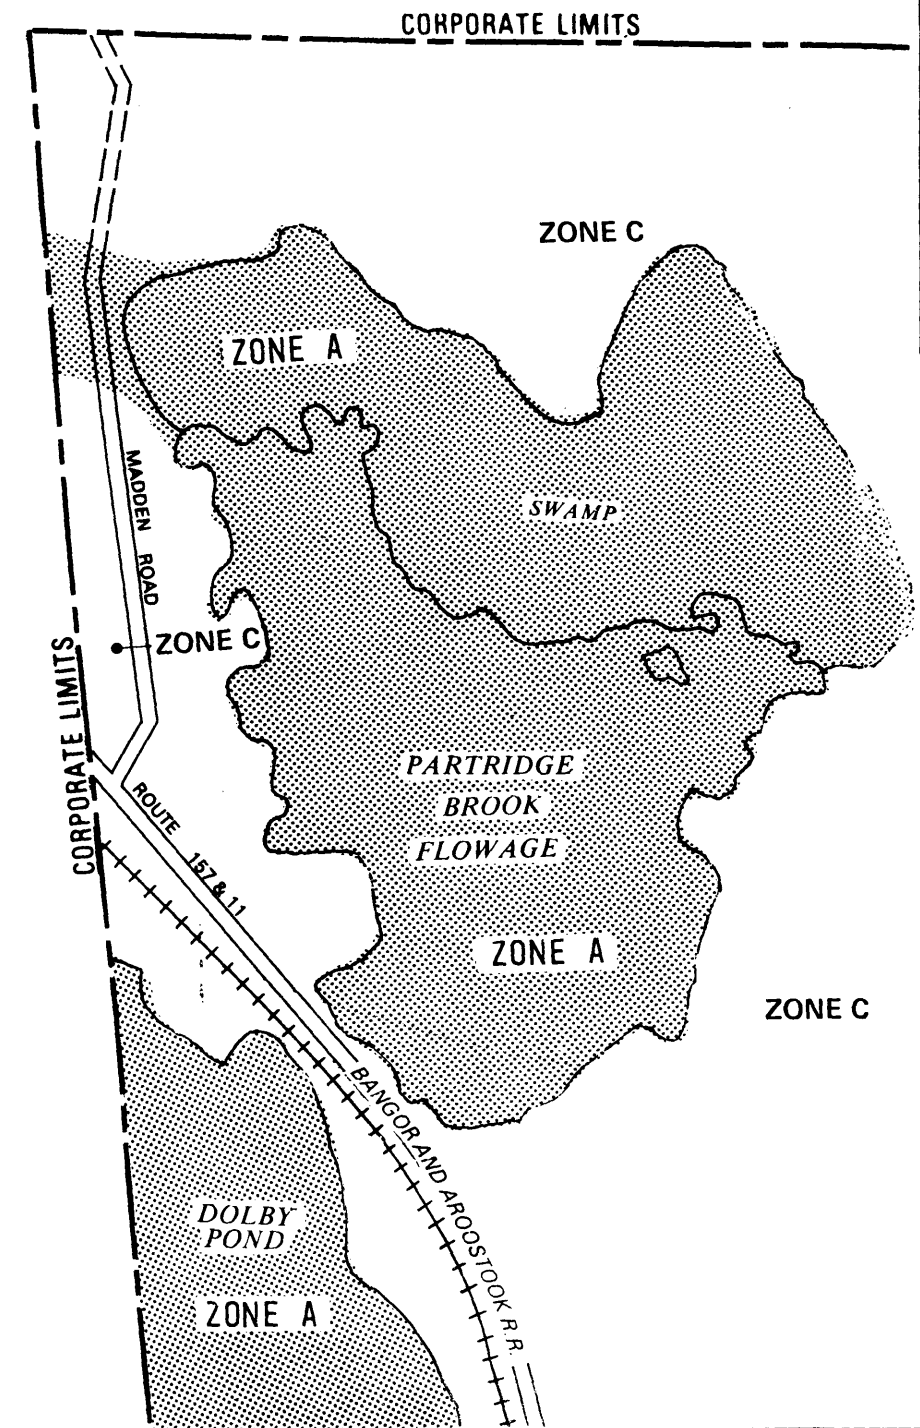 CORPORATE LIMITS
ZONE C
ZONE A
MADDEN ROAD
SWAMP
ZONE C
CORPORATE LIMITS
PARTRIDGE
BROOK
FLOWAGE
ROUTE 157 & 11
ZONE A
ZONE C
BANGOR AND AROOSTOOK R.R.
DOLBY
POND
ZONE A